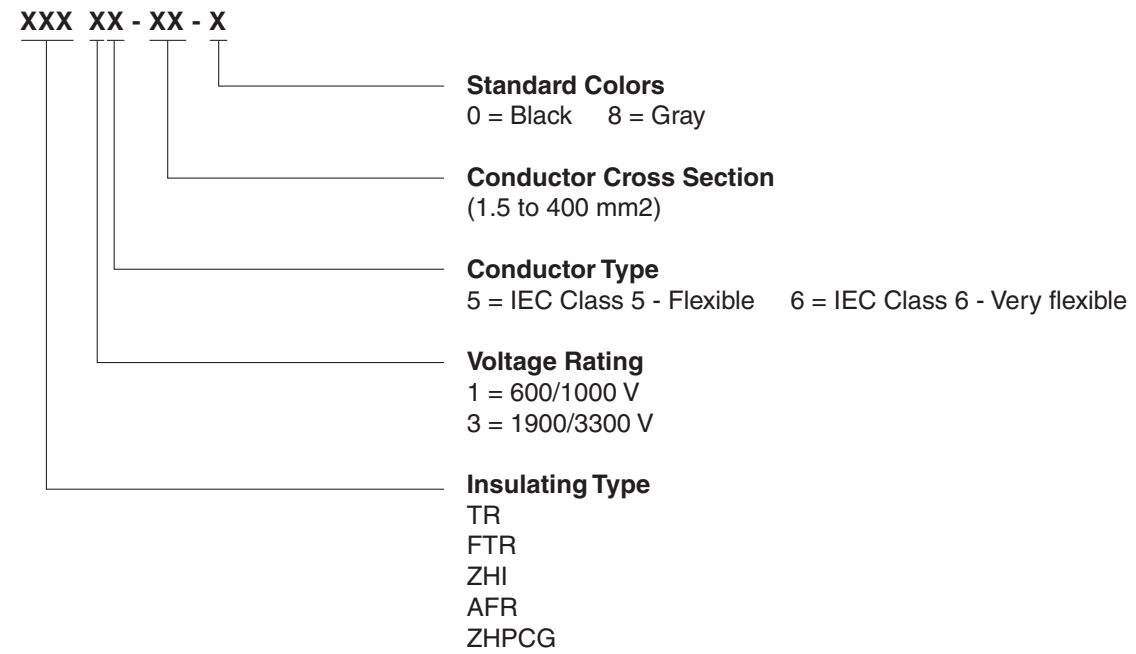 XXX XX - XX - X
Standard Colors
0 = Black 8 = Gray
Conductor Cross Section
(1.5 to 400 mm2)
Conductor Type
5 = IEC Class 5 - Flexible 6 = IEC Class 6 - Very flexible
Voltage Rating
1 = 600/1000 V
3 = 1900/3300 V
Insulating Type
TR
FTR
ZHI
AFR
ZHPCG